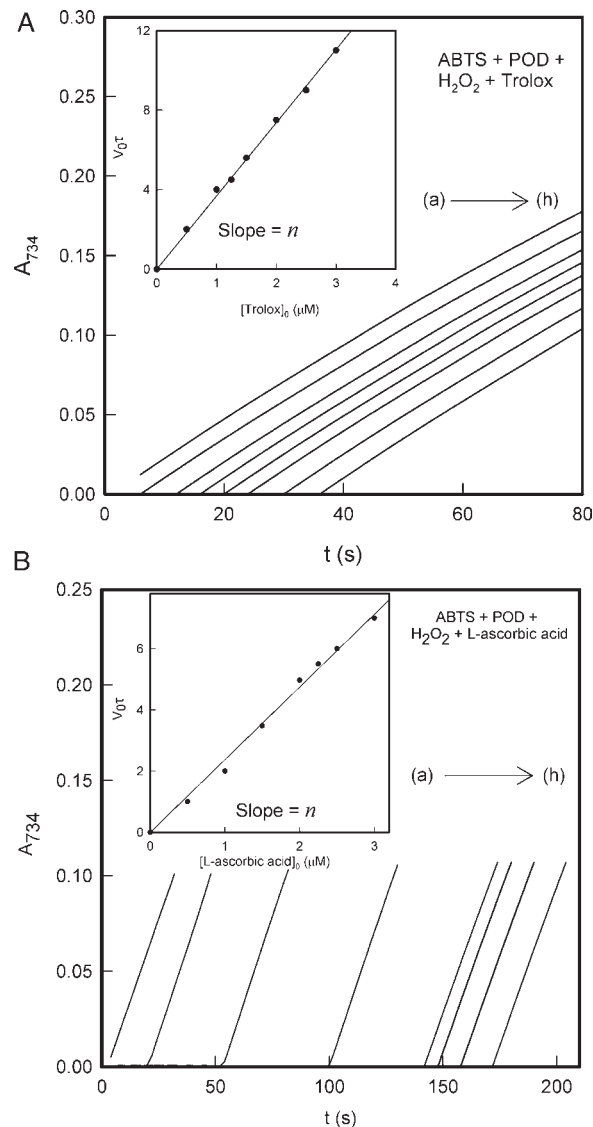 A
0.30
0.25
0.20
0.15
0.10
0.05
0.00
A734
0
20
40
60
80
t (s)
ABTS + POD +
H2O2 + Trolox
(a)
(h)
12
8
4
0
V0τ
0
1
2
3
4
[Trolox]0 (μM)
Slope = n
B
0.25
0.20
0.15
0.10
0.05
0.00
A734
0
50
100
150
200
t (s)
ABTS + POD +
H2O2 + L-ascorbic acid
(a)
(h)
6
4
2
0
V0τ
0
1
2
3
[L-ascorbic acid]0 (μM)
Slope = n